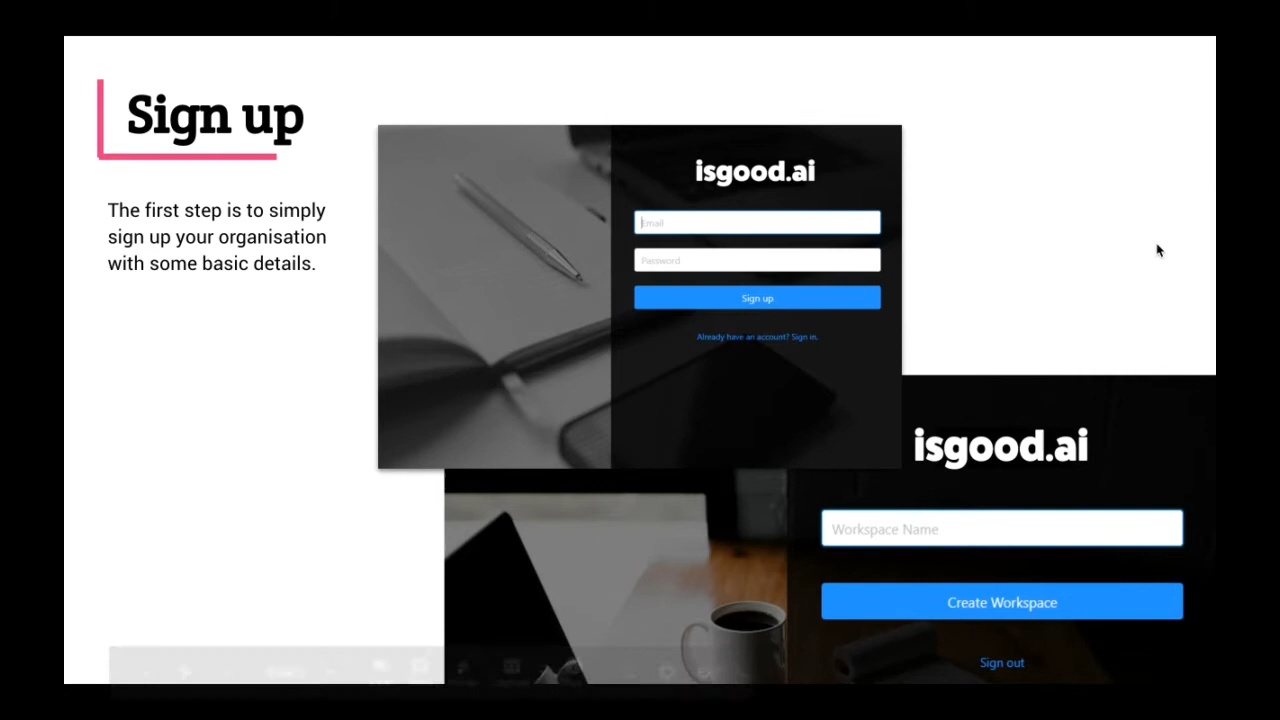 Sign up
The first step is to simply
sign up your organisation
with some basic details.
isgood.ai
Email
Password
Sign up
Already have an account? Sign in.
isgood.ai
Workspace Name
Create Workspace
Sign out